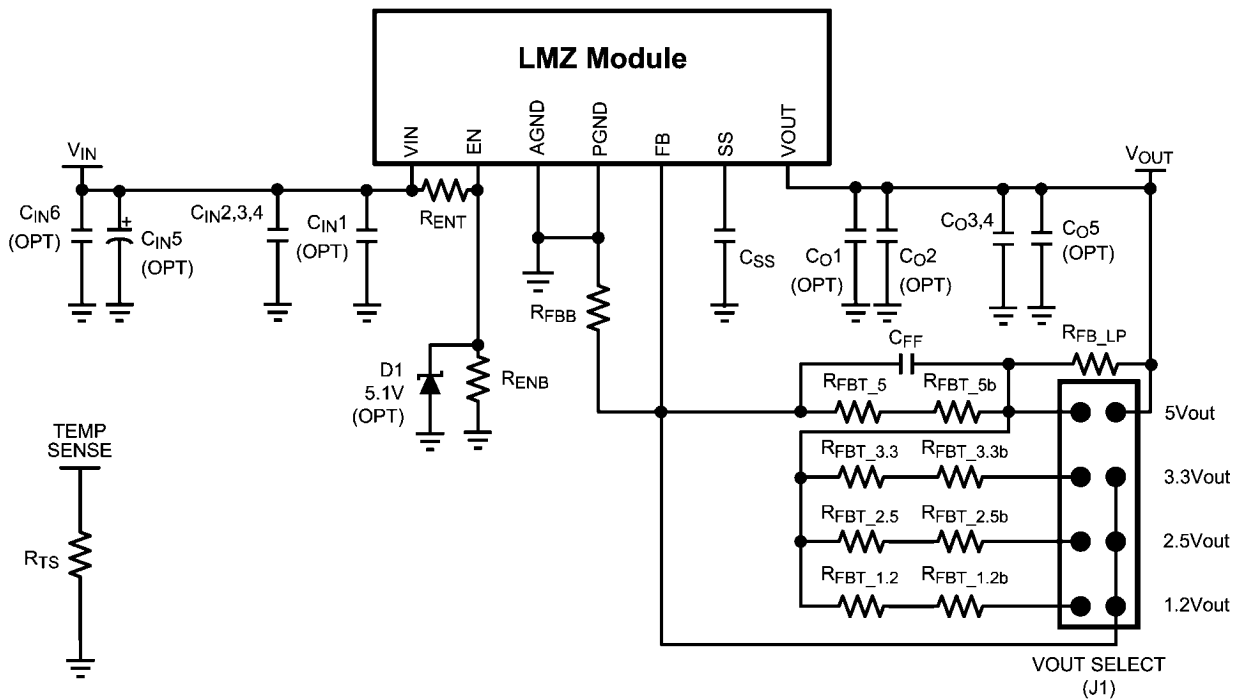 LMZ Module
VIN
EN
AGND
PGND
FB
SS
VOUT
VIN
VOUT
CIN6
(OPT)
CIN5
(OPT)
+
CIN2,3,4
CIN1
(OPT)
RENT
CSS
CO1
(OPT)
CO2
(OPT)
CO3,4
CO5
(OPT)
RFBB
D1
5.1V
(OPT)
RENB
CFF
RFB_LP
RFBT_5
RFBT_5b
5Vout
RFBT_3.3
RFBT_3.3b
3.3Vout
RFBT_2.5
RFBT_2.5b
2.5Vout
RFBT_1.2
RFBT_1.2b
1.2Vout
TEMP
SENSE
RTS
VOUT SELECT
(J1)